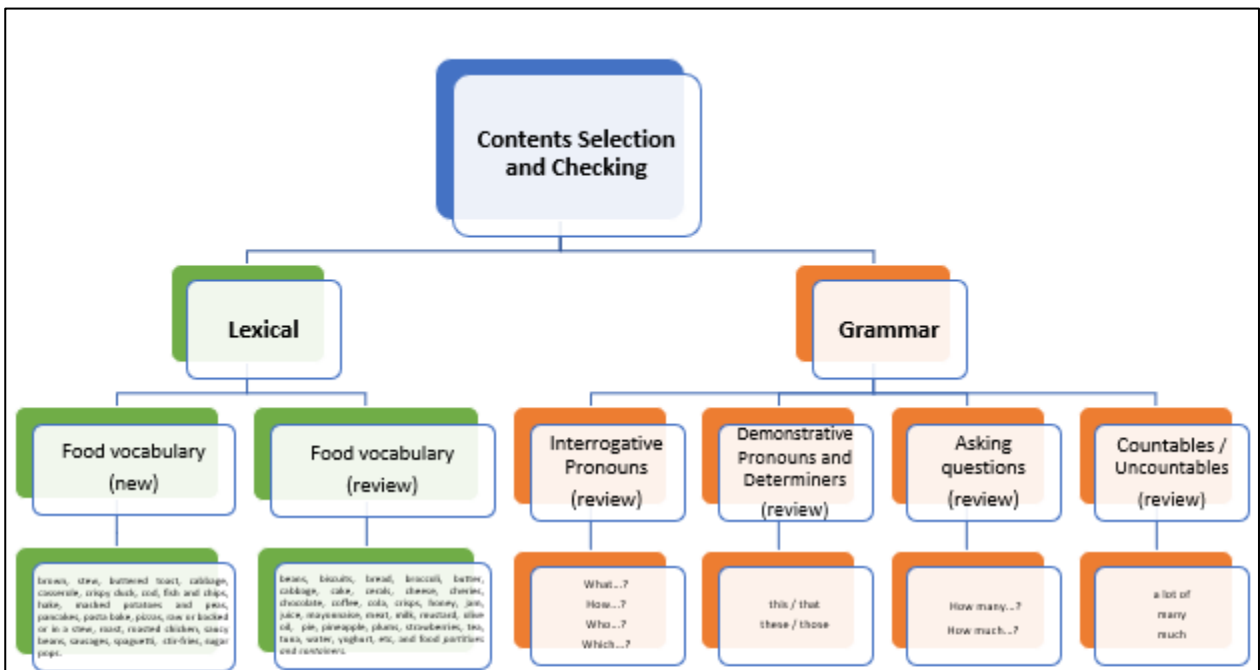 Contents Selection
and Checking
Lexical
Grammar
Food vocabulary
(new)
Food vocabulary
(review)
Interrogative
Pronouns
(review)
Demonstrative
Pronouns and
Determiners
(review)
Asking
questions
(review)
Countables /
Uncountables
(review)
brown, stew, buttered toast, cabbage,
casserole, crispy duck, cod, fish and chips,
hake, mashed potatoes and peas,
pancakes, pasta bake, pizzas, raw or
or in a stew, roast, roasted chicken, saucy
beans, sausages, spaguetti, stir-fries, sugar
pops.
beans, biscuits, bread, broccoli, butter,
cabbage, cake, cheese,
chocolate, coffee, cola, crisps, honey, jam,
juice, mayonnaise, meat, milk, mustard, olive
oil, pie, pineapple, plums, strawberries, tea,
tuna, water, yoghurt, etc, and food
and containers.
What...?
How...?
Who...?
Which...?
this / that
these / those
How many...?
How much...?
a lot of
many
much